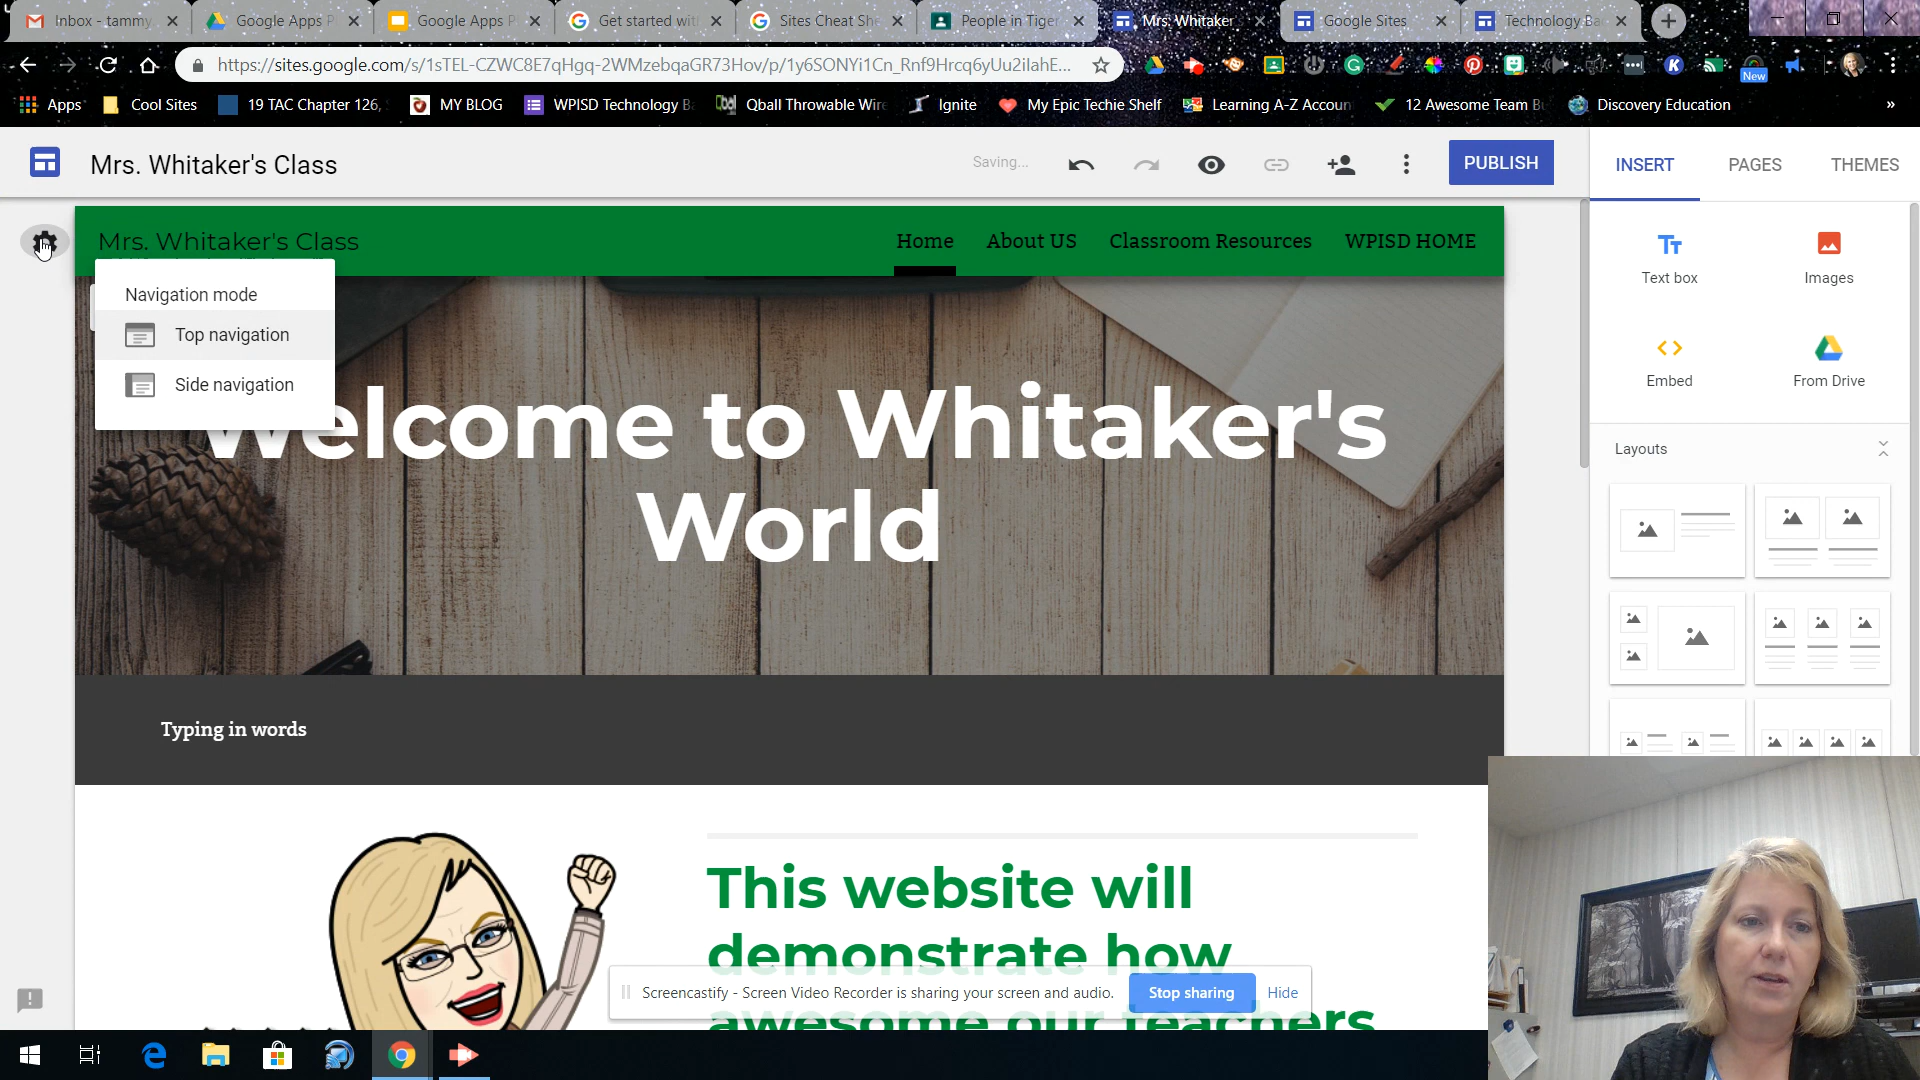 Inbox - tammy
Google Apps P
Google Apps P
Get started wit
Sites Cheat She
People in Tiger
Mrs. Whitaker
Google Sites
Technology Ba
https://sites.google.com/s/1sTEL-CZWC8E7qHgq-2WMzebqaGR73Hov/p/1y6SONYi1Cn_Rnf9Hrcq6yUu2ilahE...
New
Apps
Cool Sites
19 TAC Chapter 126,
MY BLOG
WPISD Technology Ba
Qball Throwable Wire
Ignite
My Epic Techie Shelf
Learning A-Z Accoun
12 Awesome Team B
Discovery Education
»
Mrs. Whitaker's Class
Saving...
PUBLISH
INSERT
PAGES
THEMES
Mrs. Whitaker's Class
Home
About US
Classroom Resources
WPISD HOME
Navigation mode
Top navigation
Side navigation
Welcome to Whitaker's
World
Typing in words
This website will
demonstrate how
awesome our teachers
Text box
Images
Embed
From Drive
Layouts
Screencastify - Screen Video Recorder is sharing your screen and audio.
Stop sharing
Hide